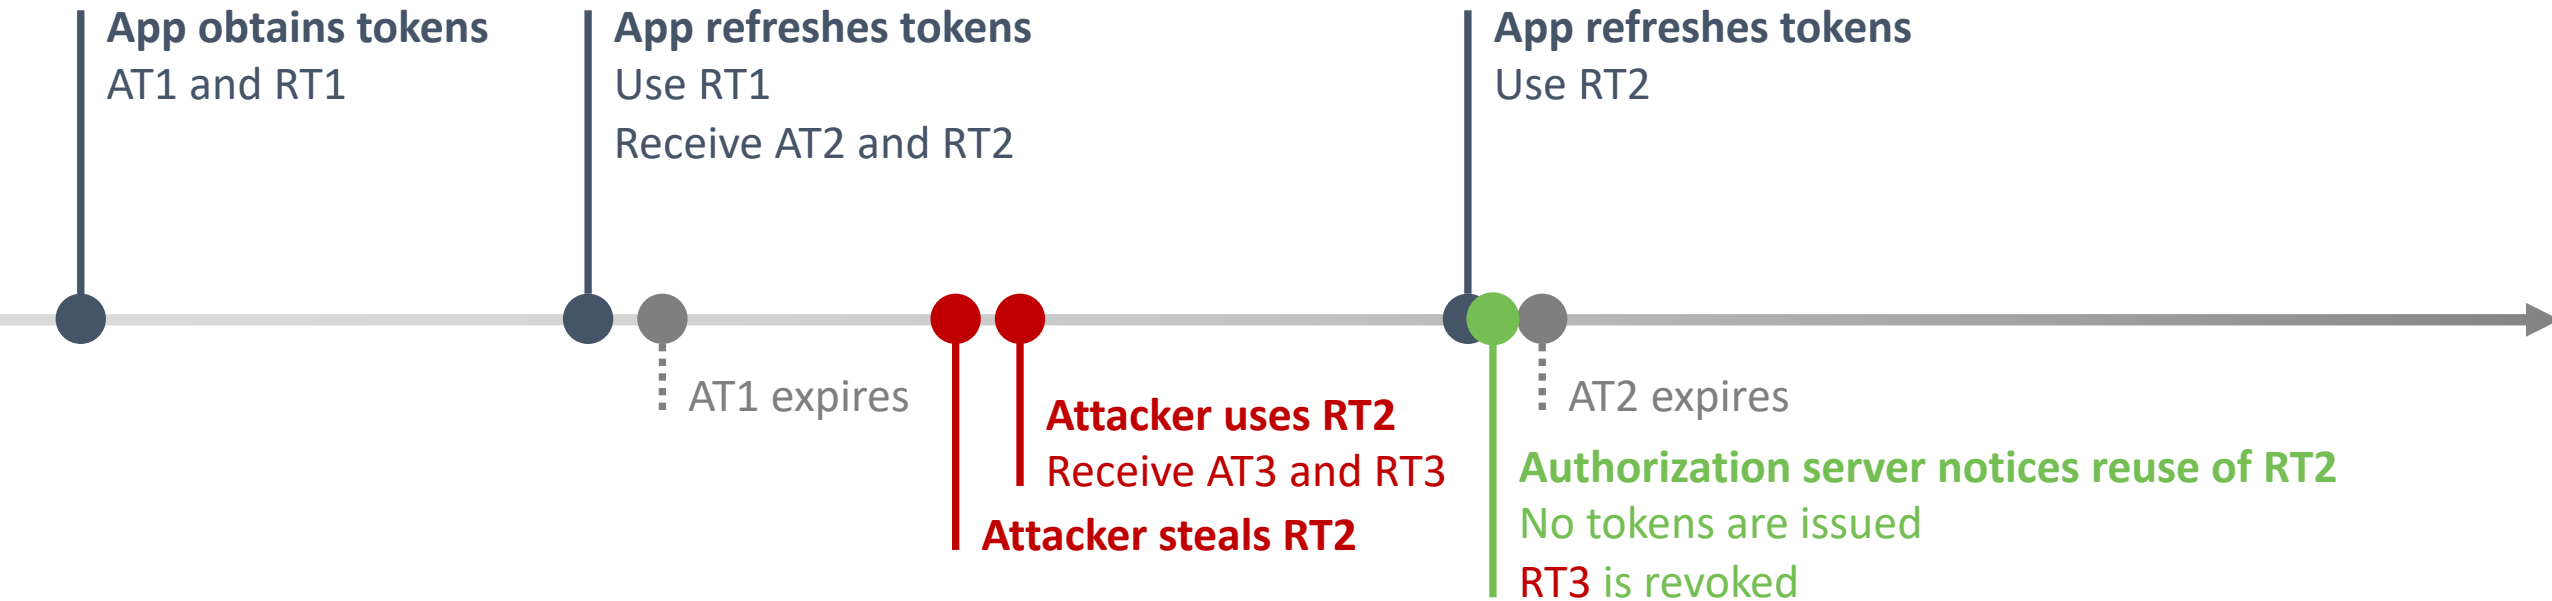 App obtains tokens
AT1 and RT1
App refreshes tokens
Use RT1
Receive AT2 and RT2
App refreshes tokens
Use RT2
AT1 expires
Attacker uses RT2
Receive AT3 and RT3
Attacker steals RT2
AT2 expires
Authorization server notices reuse of RT2
No tokens are issued
RT3 is revoked